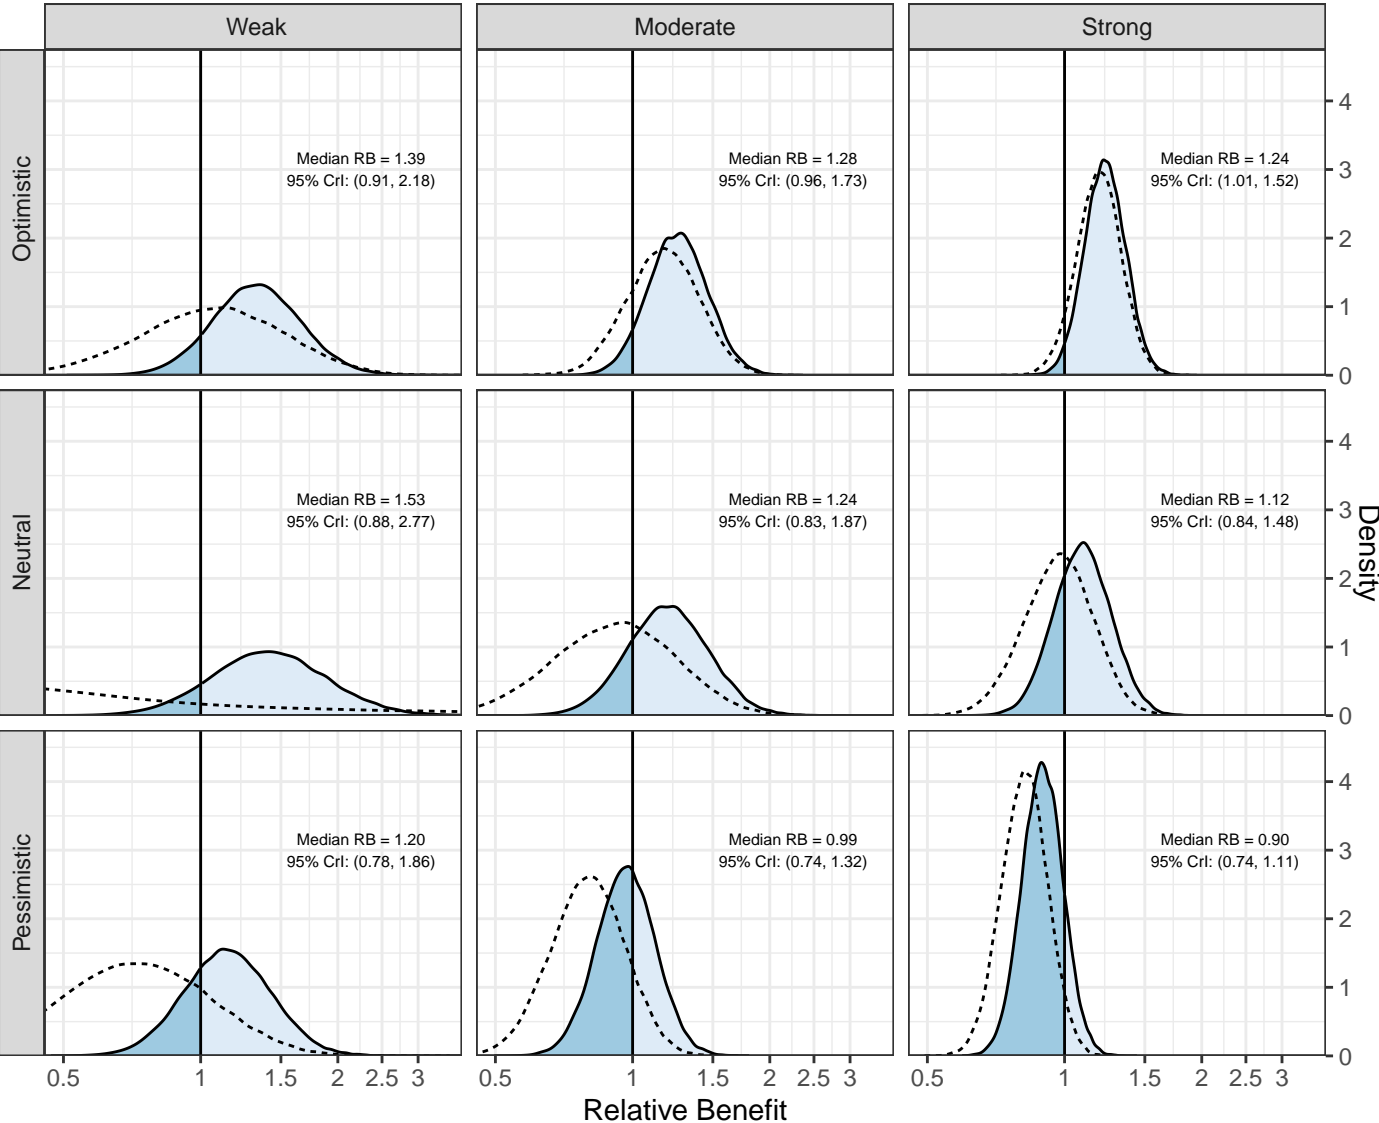 Weak
Moderate
Strong
Optimistic
Median RB = 1.39
95% CrI: (0.91, 2.18)
Median RB = 1.28
95% CrI: (0.96, 1.73)
Median RB = 1.24
95% CrI: (1.01, 1.52)
4
3
2
1
0
Neutral
Median RB = 1.53
95% CrI: (0.88, 2.77)
Median RB = 1.24
95% CrI: (0.83, 1.87)
Median RB = 1.12
95% CrI: (0.84, 1.48)
4
3
2
1
0
Density
Pessimistic
Median RB = 1.20
95% CrI: (0.78, 1.86)
Median RB = 0.99
95% CrI: (0.74, 1.32)
Median RB = 0.90
95% CrI: (0.74, 1.11)
4
3
2
1
0
0.5 1 1.5 2 2.5 3
0.5 1 1.5 2 2.5 3
0.5 1 1.5 2 2.5 3
Relative Benefit